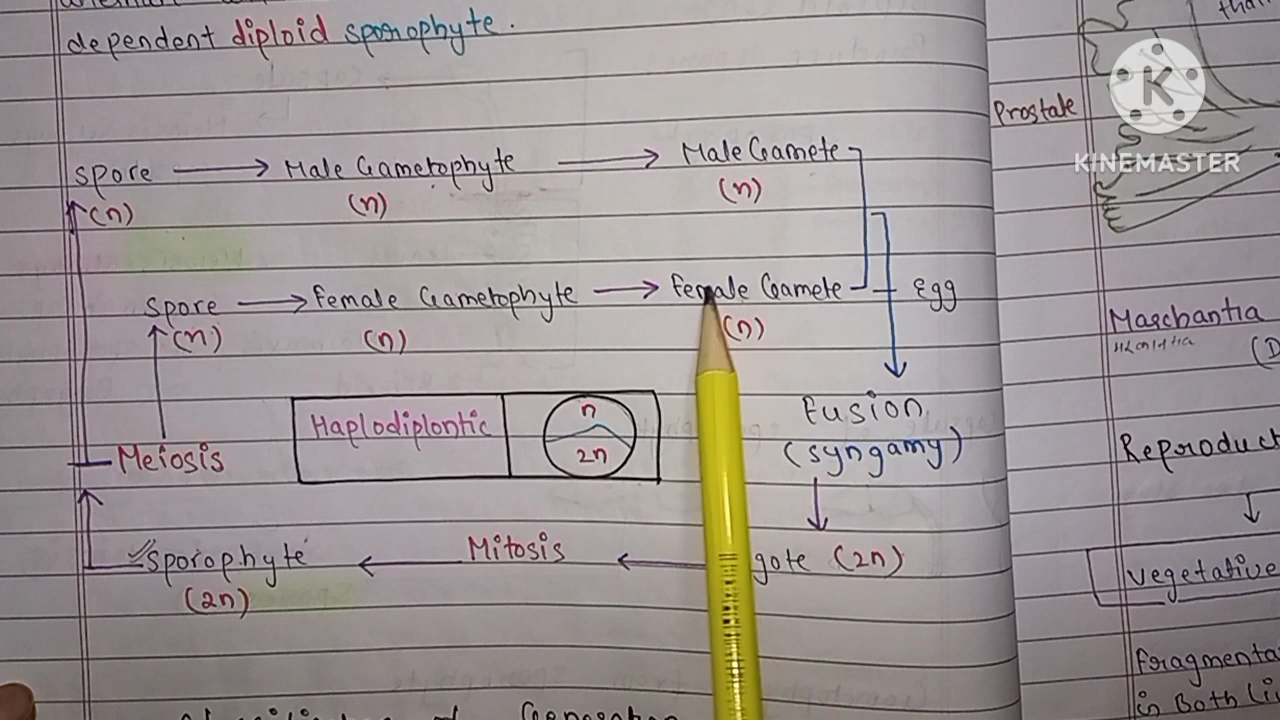 dependent diploid sporophyte.
Spore → Male Gametophyte → Male Gamete
(n) (n) (n)
Spore → Female Gametophyte → Female Gamete Egg
(n) (n) (n)
Haplodiplontic n
2n
Meiosis
Fusion
(syngamy)
Sporophyte ← Mitosis ← gote (2n)
(2n)
Prostate
Marchantia
Reproduct
vegetative
fragmenta
in Both (i
than
KINEMASTER
K